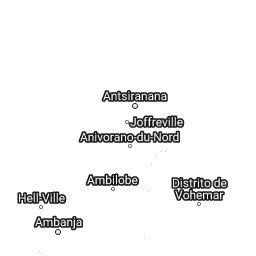 Antsiranana
Joffreville
Anivorano-du-Nord
Ambilobe
Distrito de
Vohemar
Hell-Ville
Ambanja